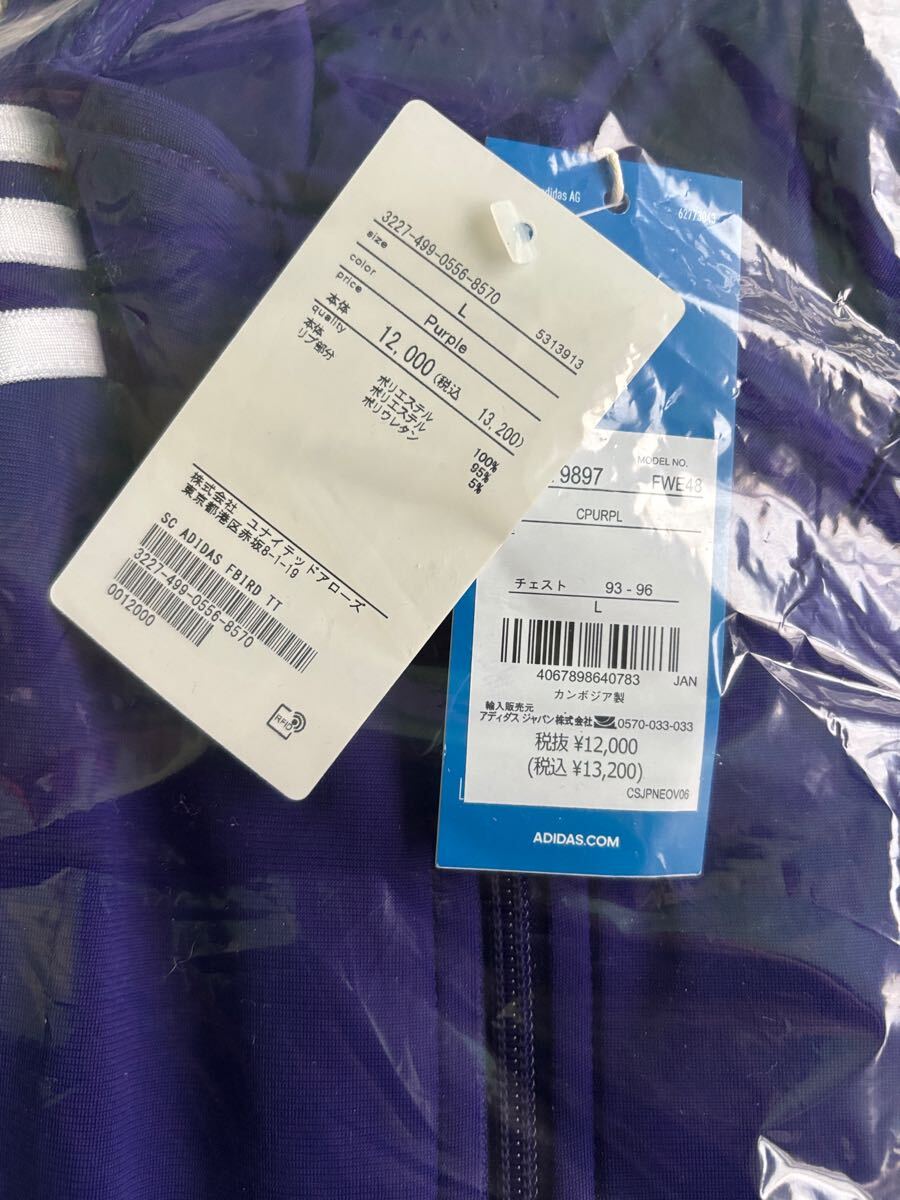 3227-499-0556-8570
5313913
size L
color Purple
price
本体 12,000 (税込 13,200)
quality
本体 ポリエステル 100%
リブ部分 ポリエステル 95%
ポリウレタン 5%
株式会社 ユナイテッドアローズ
東京都港区赤坂8-1-19
SC ADIDAS FBIRD TT
3227-499-0556-8570
0012000
RFID
adidas AG
MODEL NO.
9897 FWE48
CPURPL
チェスト 93 - 96
L
4067898640783 JAN
カンボジア製
輸入販売元
アディダス ジャパン株式会社 0570-033-033
税抜 ¥12,000
(税込 ¥13,200)
CSJPNEOV06
ADIDAS.COM